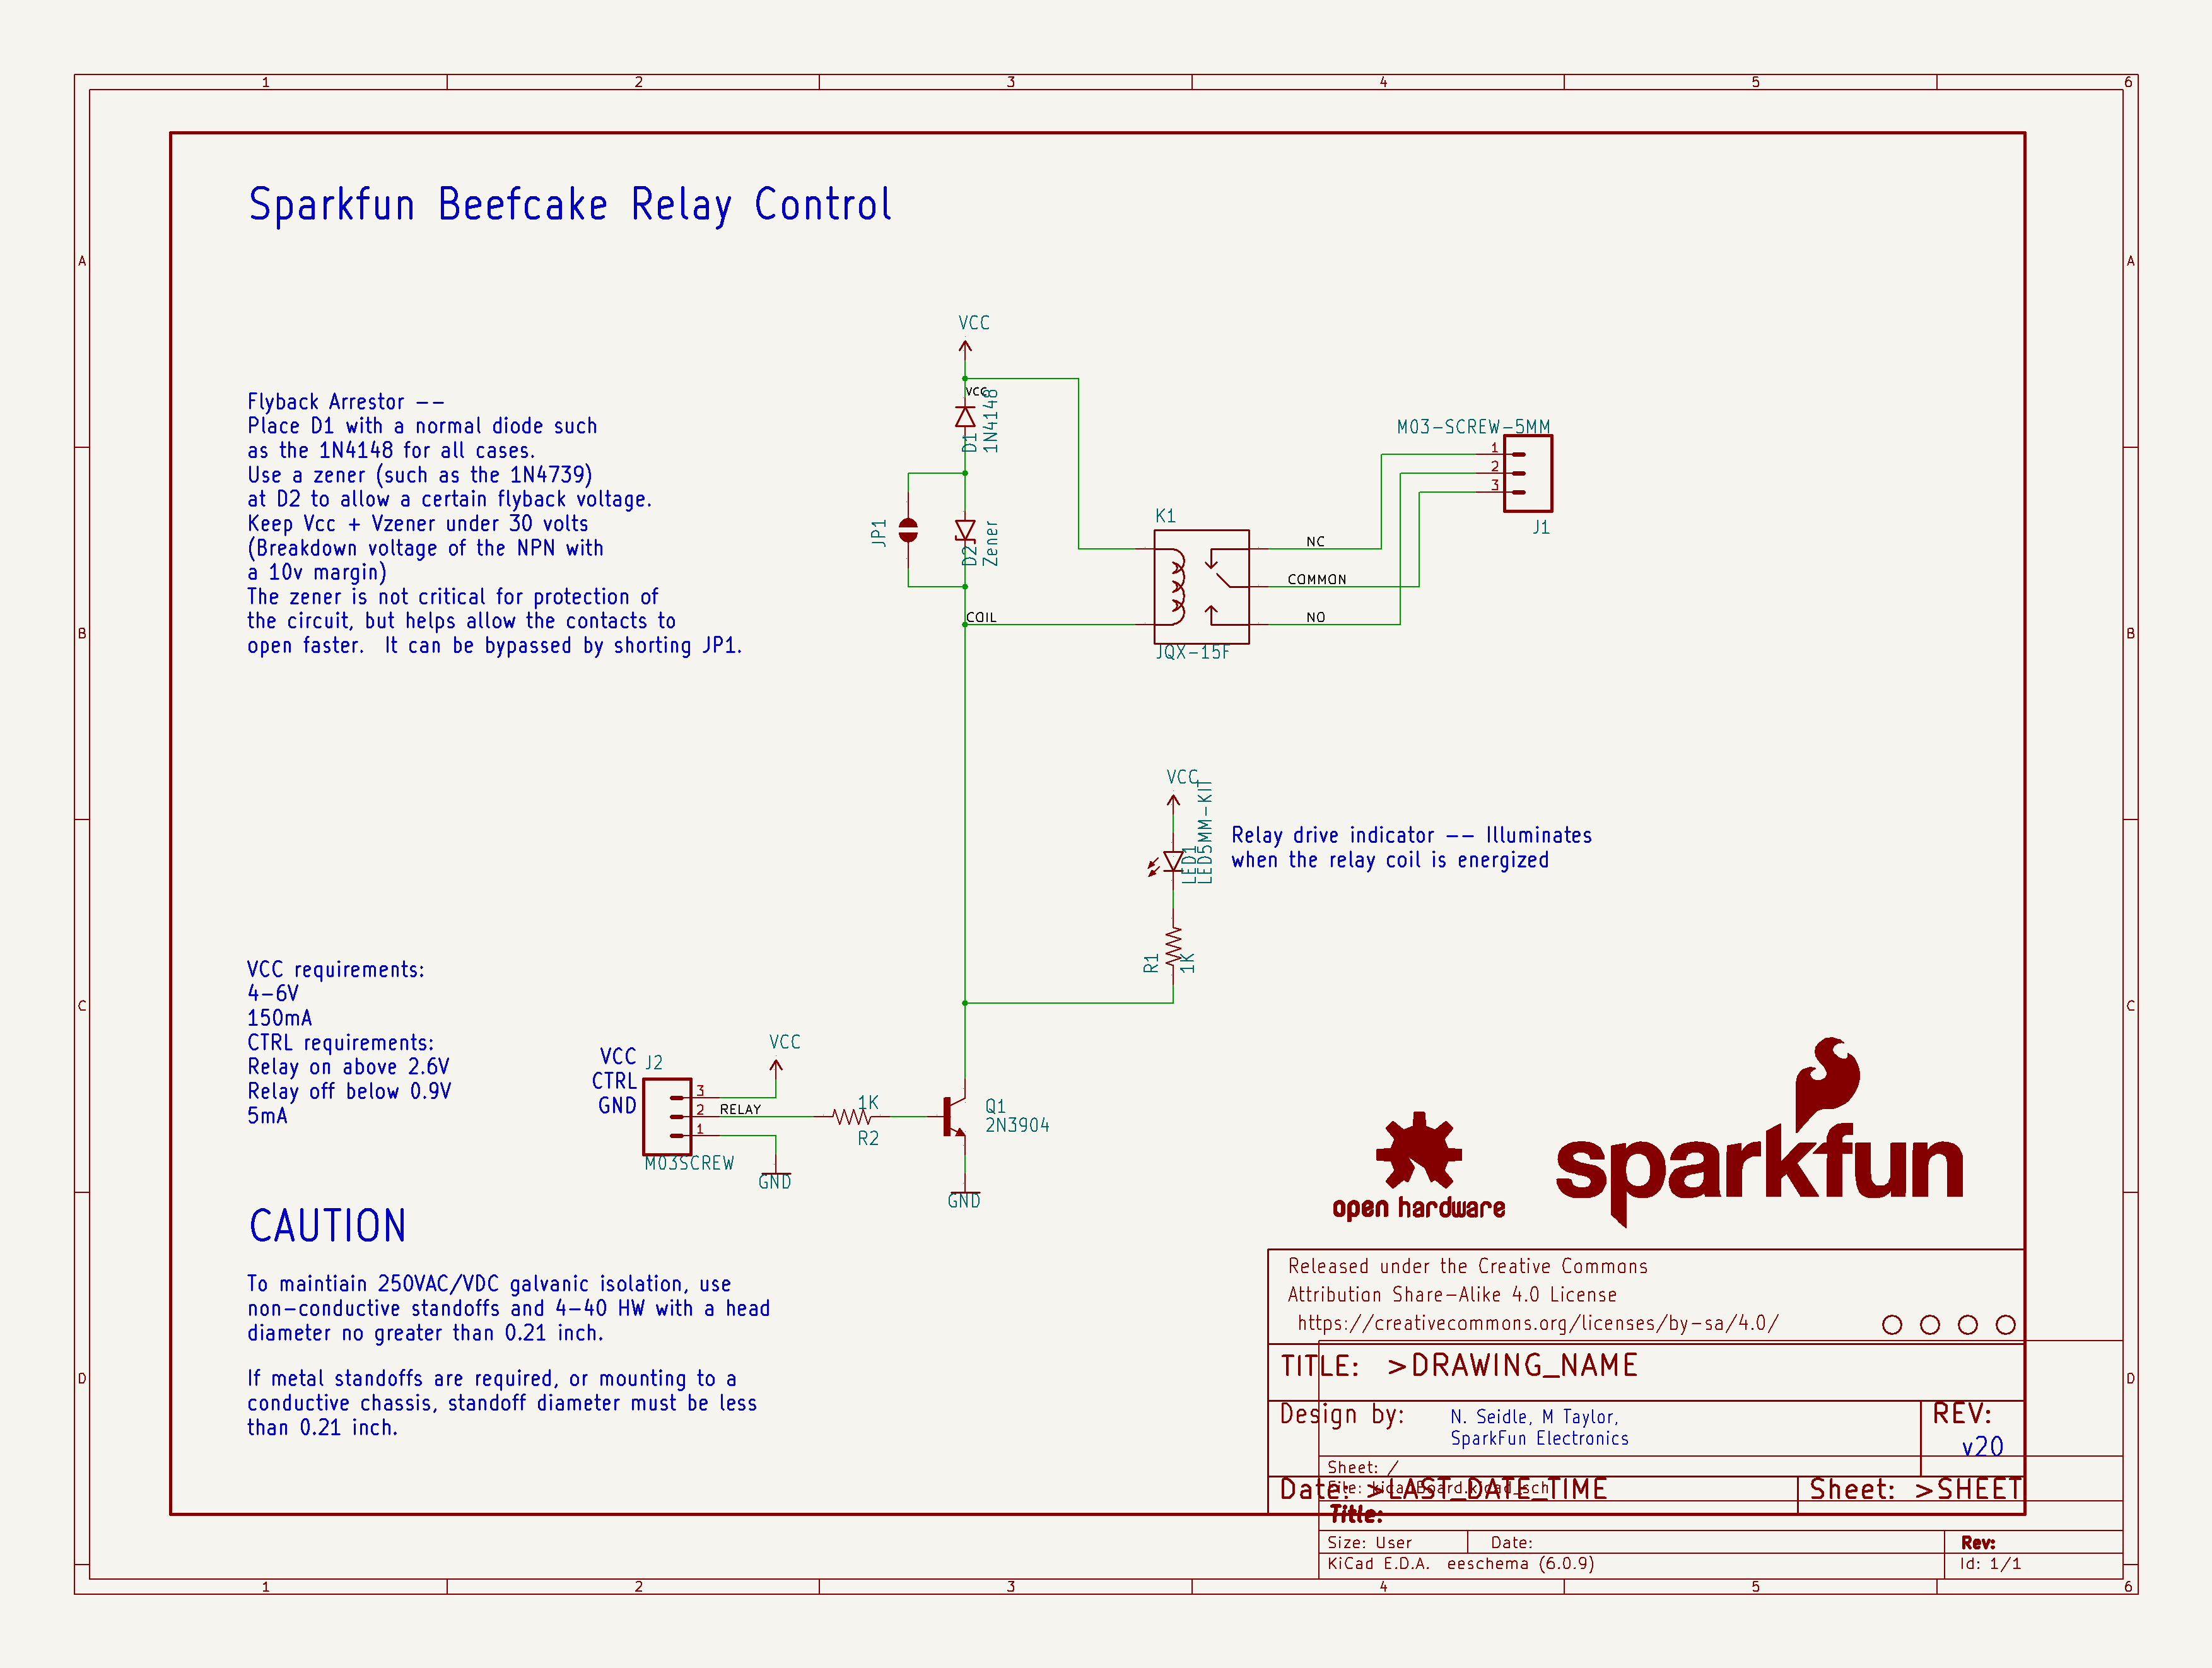 1 2 3 4 5 6
A A
B B
C C
D D
Sparkfun Beefcake Relay Control
VCC
VCC
D1
1N4148
Flyback Arrestor --
Place D1 with a normal diode such
as the 1N4148 for all cases.
Use a zener (such as the 1N4739)
at D2 to allow a certain flyback voltage.
Keep Vcc + Vzener under 30 volts
(Breakdown voltage of the NPN with
a 10v margin)
The zener is not critical for protection of
the circuit, but helps allow the contacts to
open faster.  It can be bypassed by shorting JP1.
JP1
D2
Zener
COIL
K1
JQX-15F
NC
COMMON
NO
M03-SCREW-5MM
1
2
3
J1
VCC
LED1
LED5MM-KIT
Relay drive indicator -- Illuminates
when the relay coil is energized
R1
1K
VCC requirements:
4-6V
150mA
CTRL requirements:
Relay on above 2.6V
Relay off below 0.9V
5mA
VCC
CTRL
GND
J2
3
2
1
M03SCREW
VCC
RELAY
GND
1K
R2
Q1
2N3904
GND
CAUTION
To maintiain 250VAC/VDC galvanic isolation, use
non-conductive standoffs and 4-40 HW with a head
diameter no greater than 0.21 inch.
If metal standoffs are required, or mounting to a
conductive chassis, standoff diameter must be less
than 0.21 inch.
open hardware
sparkfun
Released under the Creative Commons
Attribution Share-Alike 4.0 License
https://creativecommons.org/licenses/by-sa/4.0/
TITLE: >DRAWING_NAME
Design by: N. Seidle, M Taylor,
SparkFun Electronics
REV:
v20
Sheet: /
File: kicadBoard.kicad_sch
Date: >LAST_DATE_TIME
Sheet: >SHEET
Title:
Size: User Date: Rev:
KiCad E.D.A.  eeschema (6.0.9) Id: 1/1
1 2 3 4 5 6